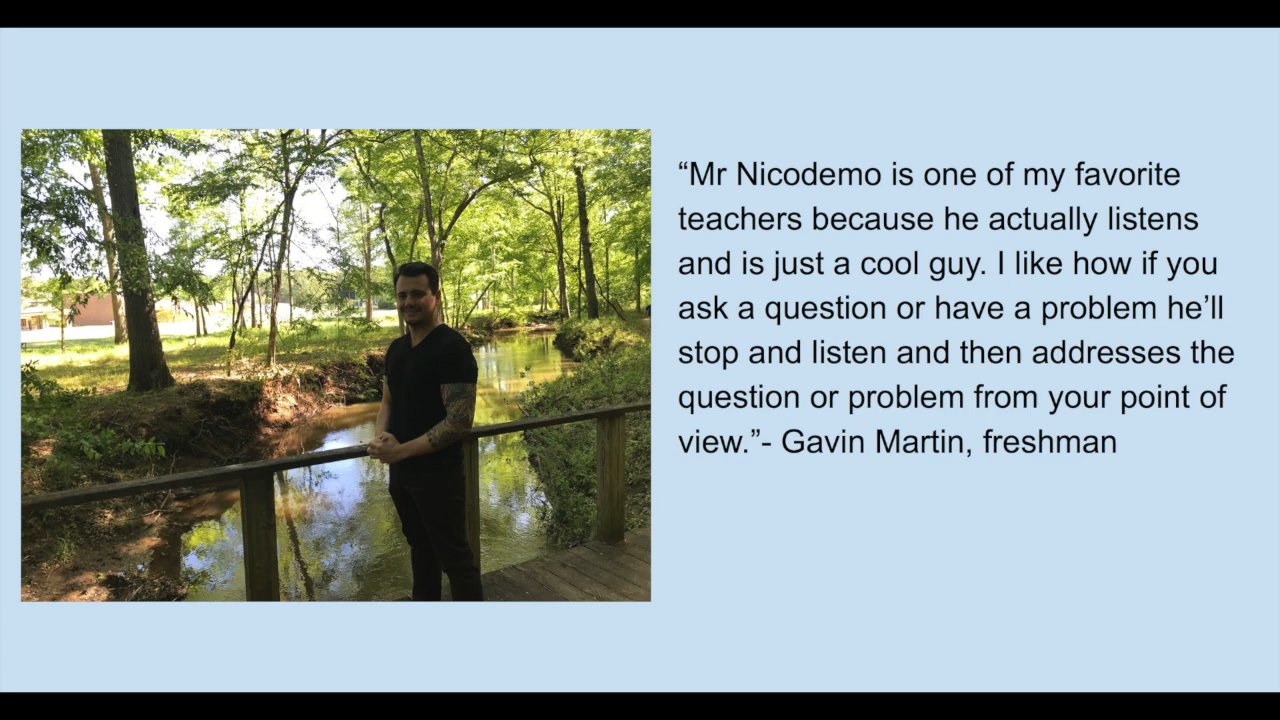 “Mr Nicodemo is one of my favorite
teachers because he actually listens
and is just a cool guy. I like how if you
ask a question or have a problem he’ll
stop and listen and then addresses the
question or problem from your point of
view.”- Gavin Martin, freshman